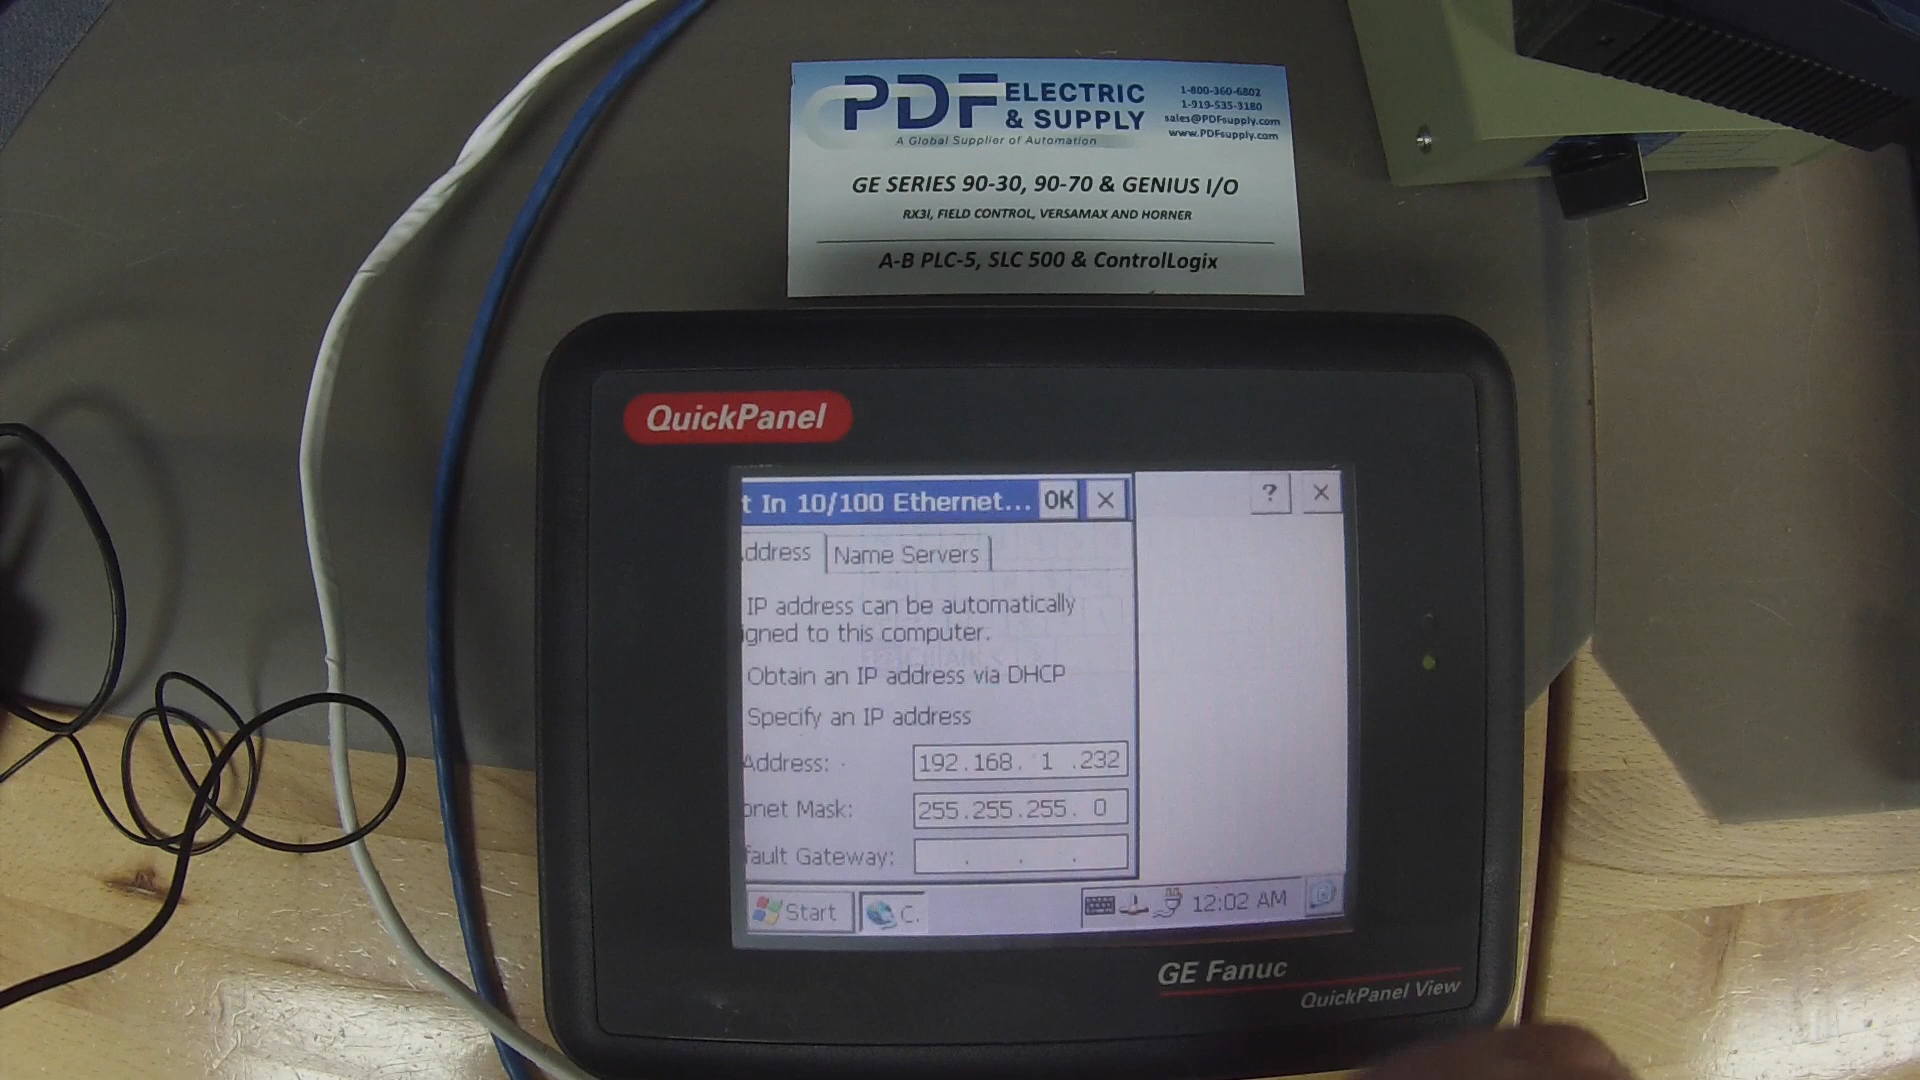 PDF ELECTRIC & SUPPLY
A Global Supplier of Automation
1-800-360-6802
1-919-535-3180
sales@PDFsupply.com
www.PDFsupply.com
GE SERIES 90-30, 90-70 & GENIUS I/O
RX3I, FIELD CONTROL, VERSAMAX AND HORNER
A-B PLC-5, SLC 500 & ControlLogix
QuickPanel
t In 10/100 Ethernet... OK ×
? ×
ddress Name Servers
IP address can be automatically
igned to this computer.
Obtain an IP address via DHCP
Specify an IP address
Address: 192.168. 1 .232
onet Mask: 255.255.255. 0
fault Gateway: . . .
Start C. 12:02 AM
GE Fanuc
QuickPanel View